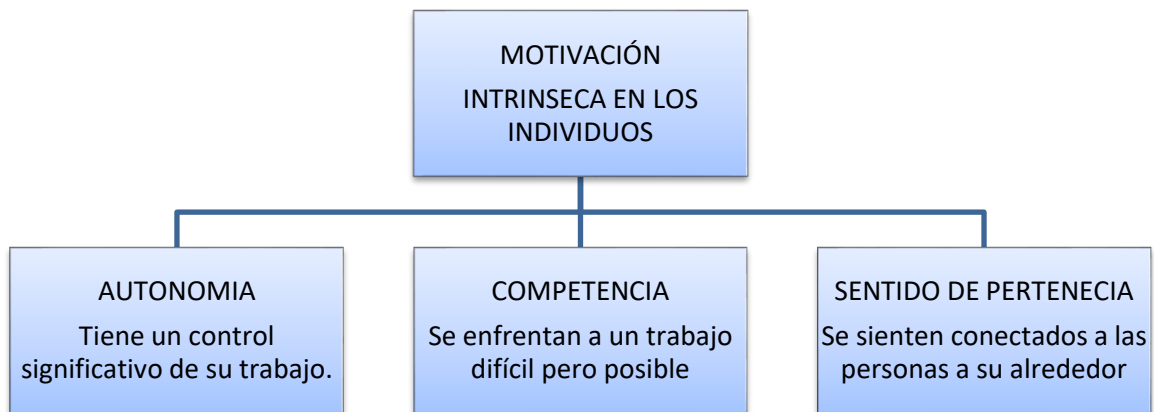 MOTIVACIÓN
INTRINSECA EN LOS
INDIVIDUOS
AUTONOMIA
Tiene un control
significativo de su trabajo.
COMPETENCIA
Se enfrentan a un trabajo
difícil pero posible
SENTIDO DE PERTENECIA
Se sienten conectados a las
personas a su alrededor